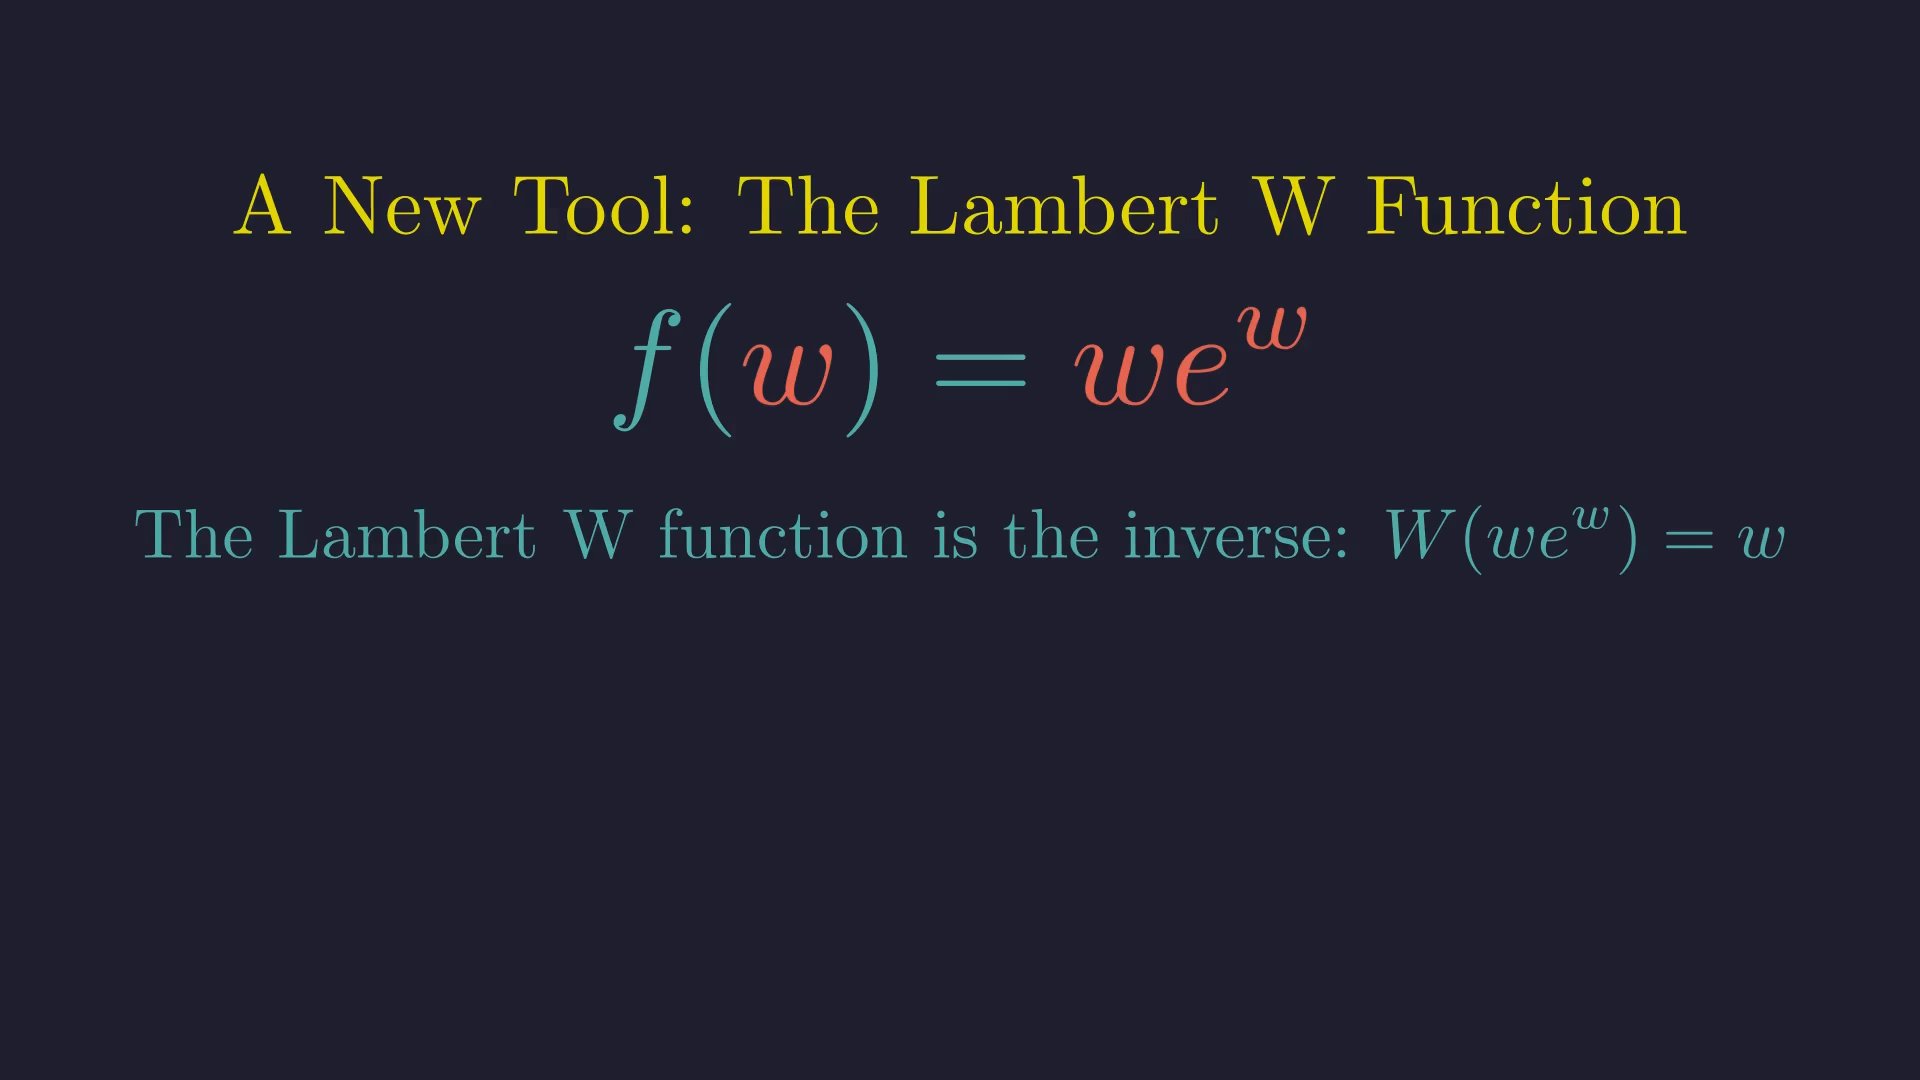 A New Tool: The Lambert W Function
$f(w) = we^w$
The Lambert W function is the inverse: $W(we^w) = w$